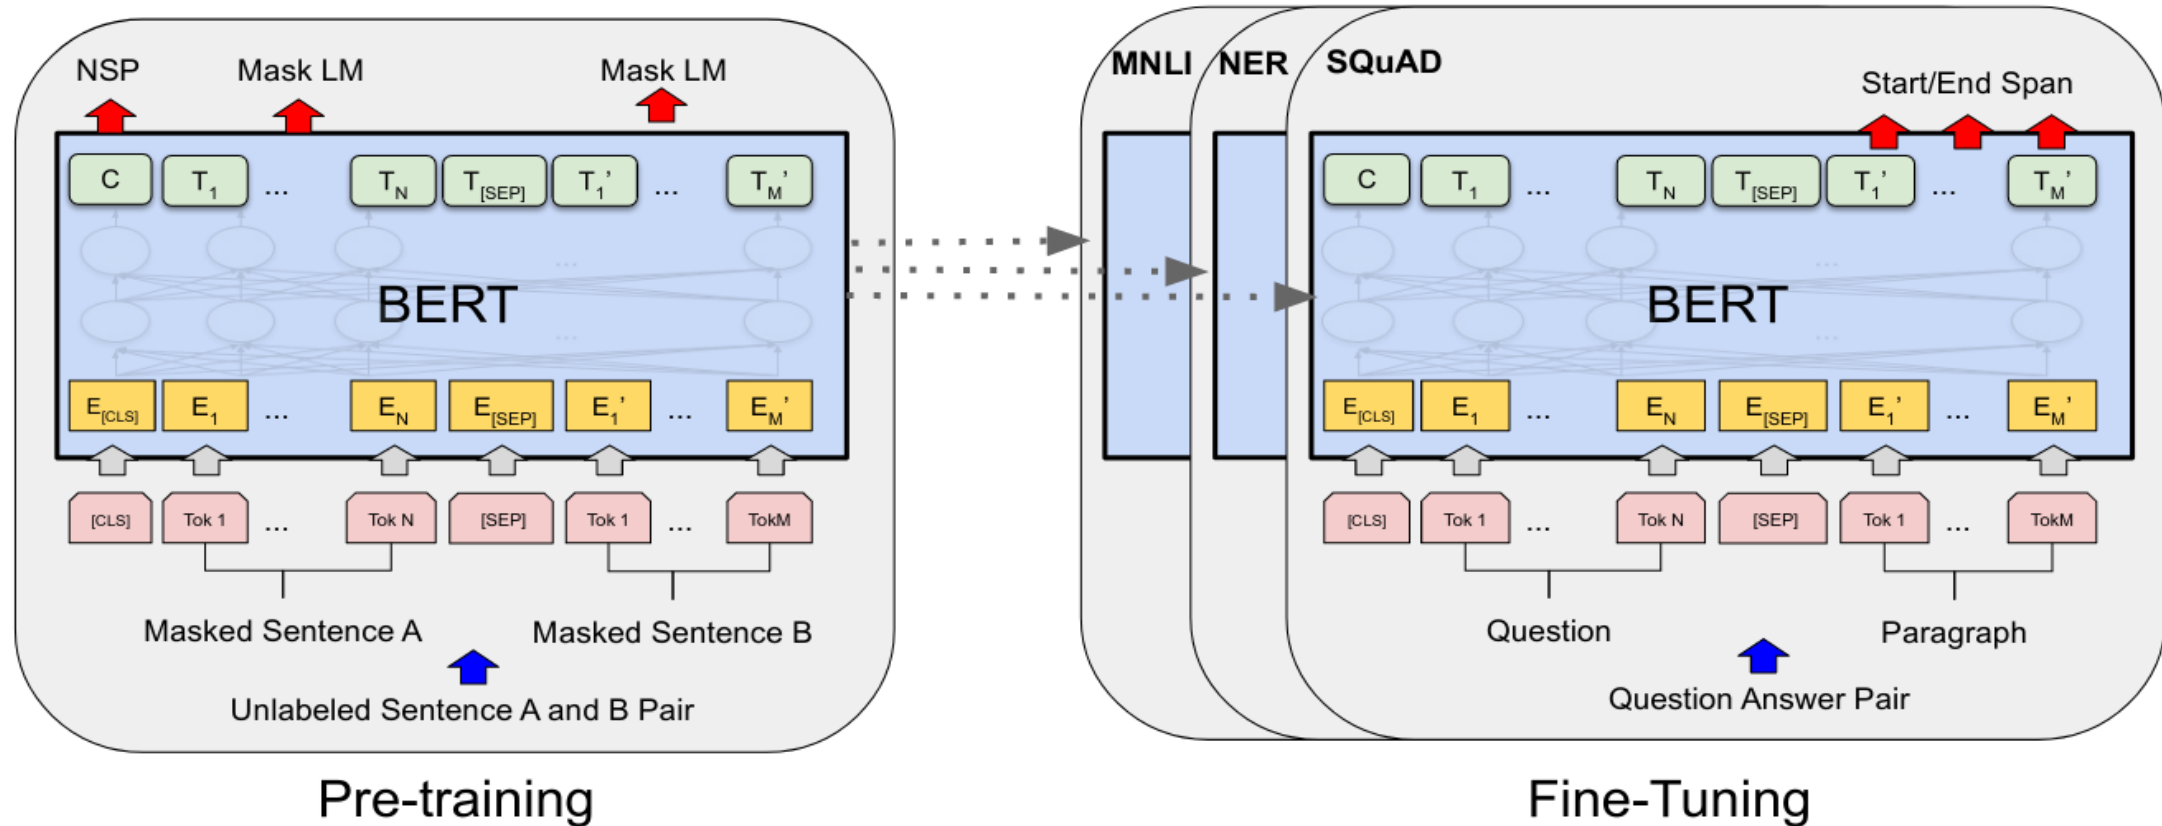 NSP Mask LM Mask LM
C T1 ... TN T[SEP] T1’ ... TM’
...
BERT
...
E[CLS] E1 ... EN E[SEP] E1’ ... EM’
[CLS] Tok 1 ... Tok N [SEP] Tok 1 ... TokM
Masked Sentence A Masked Sentence B
Unlabeled Sentence A and B Pair
Pre-training
MNLI NER SQuAD
Start/End Span
C T1 ... TN T[SEP] T1’ ... TM’
...
BERT
...
E[CLS] E1 ... EN E[SEP] E1’ ... EM’
[CLS] Tok 1 ... Tok N [SEP] Tok 1 ... TokM
Question Paragraph
Question Answer Pair
Fine-Tuning